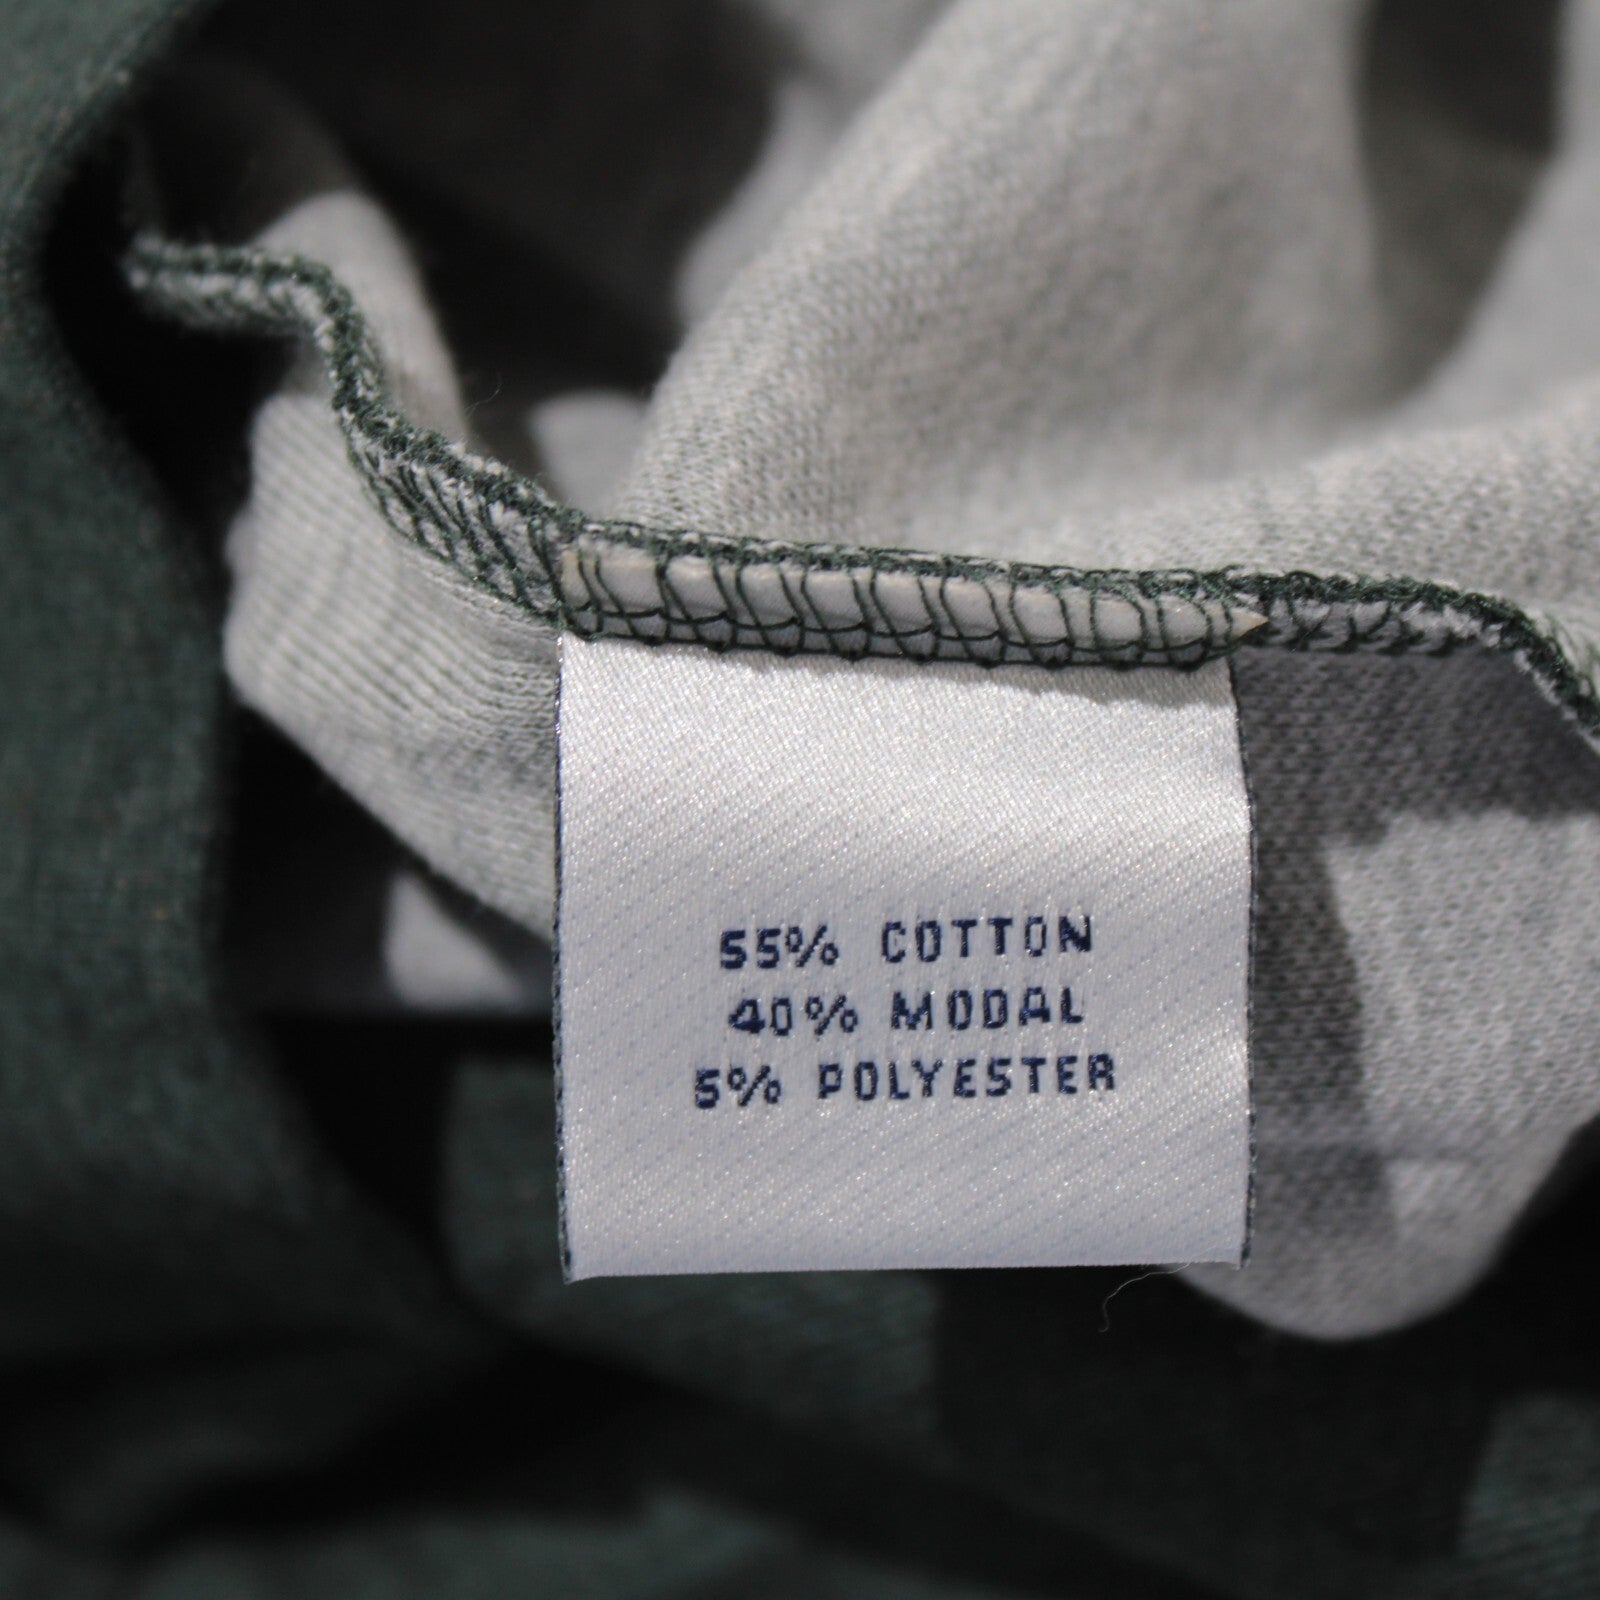 55% COTTON
40% MODAL
5% POLYESTER